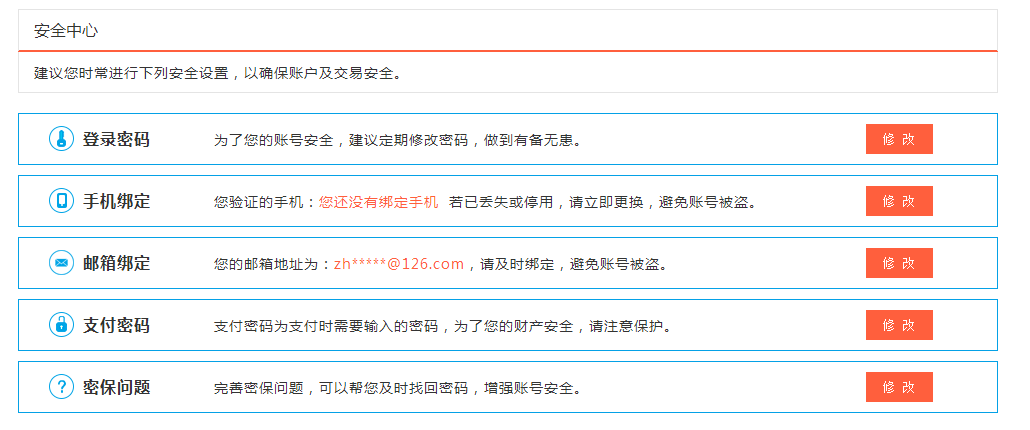 安全中心
建议您时常进行下列安全设置，以确保账户及交易安全。
登录密码 为了您的账号安全，建议定期修改密码，做到有备无患。 修 改
手机绑定 您验证的手机：您还没有绑定手机 若已丢失或停用，请立即更换，避免账号被盗。 修 改
邮箱绑定 您的邮箱地址为：zh*****@126.com，请及时绑定，避免账号被盗。 修 改
支付密码 支付密码为支付时需要输入的密码，为了您的财产安全，请注意保护。 修 改
? 密保问题 完善密保问题，可以帮您及时找回密码，增强账号安全。 修 改